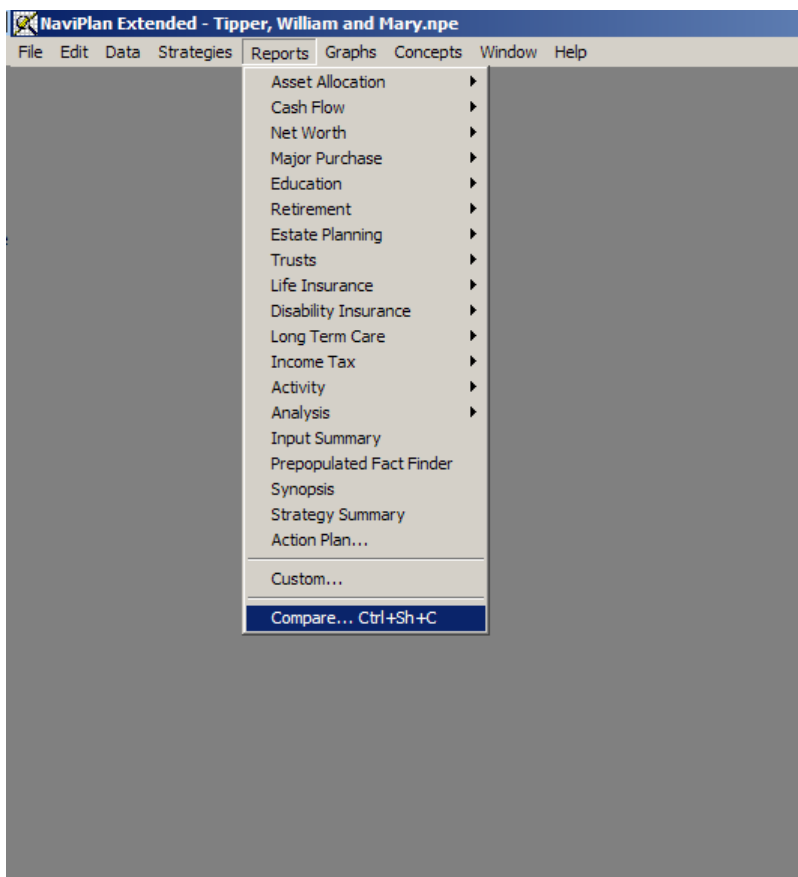 NaviPlan Extended - Tipper, William and Mary.npe
File Edit Data Strategies Reports Graphs Concepts Window Help
Asset Allocation
Cash Flow
Net Worth
Major Purchase
Education
Retirement
Estate Planning
Trusts
Life Insurance
Disability Insurance
Long Term Care
Income Tax
Activity
Analysis
Input Summary
Prepopulated Fact Finder
Synopsis
Strategy Summary
Action Plan...
Custom...
Compare... Ctrl+Sh+C